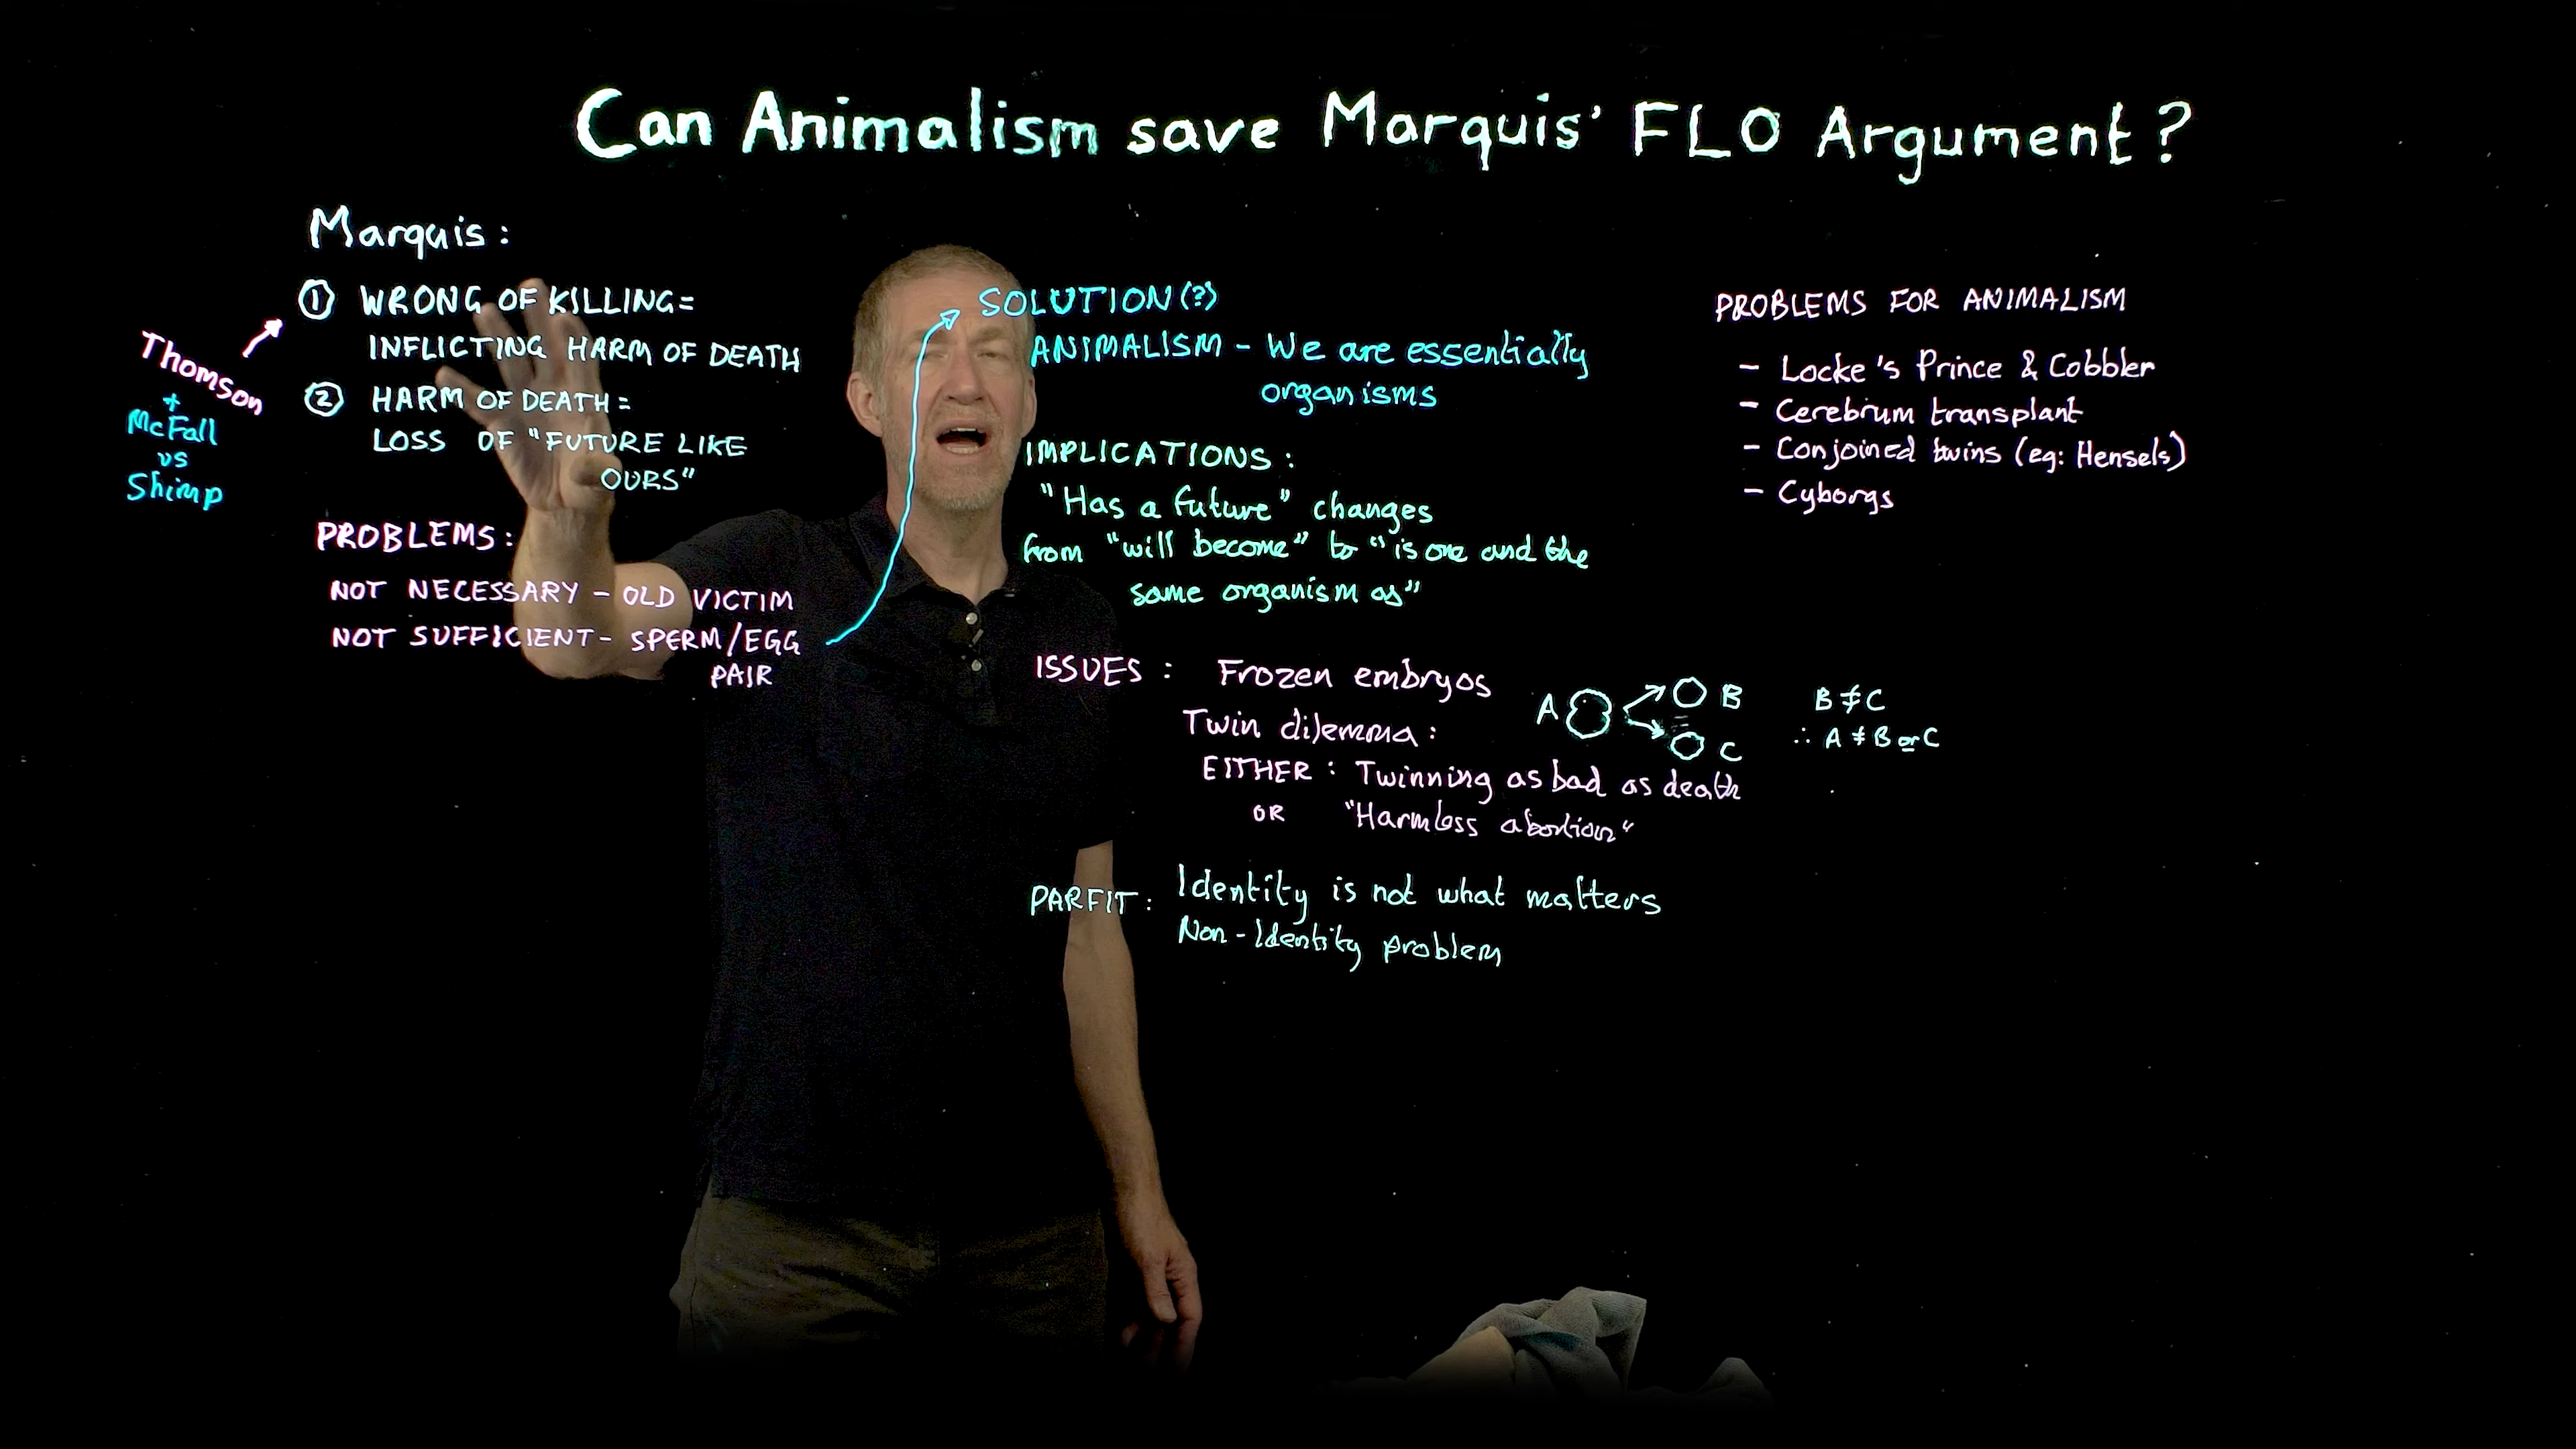 Can Animalism save Marquis' FLO Argument?
Marquis:
① WRONG OF KILLING =
INFLICTING HARM OF DEATH
② HARM OF DEATH =
LOSS OF "FUTURE LIKE
OURS"
Thomson
+
McFall
vs
Shimp
PROBLEMS:
NOT NECESSARY – OLD VICTIM
NOT SUFFICIENT – SPERM/EGG
PAIR
SOLUTION (?)
ANIMALISM – We are essentially
organisms
IMPLICATIONS:
"Has a future" changes
from "will become" to "is one and the
same organism as"
ISSUES: Frozen embryos
Twin dilemma:
EITHER: Twinning as bad as death
OR "Harmless abortion"
A B
C
B ≠ C
∴ A ≠ B or C
PARFIT: Identity is not what matters
Non-Identity problem
PROBLEMS FOR ANIMALISM
– Locke's Prince & Cobbler
– Cerebrum transplant
– Conjoined twins (eg: Hensels)
– Cyborgs